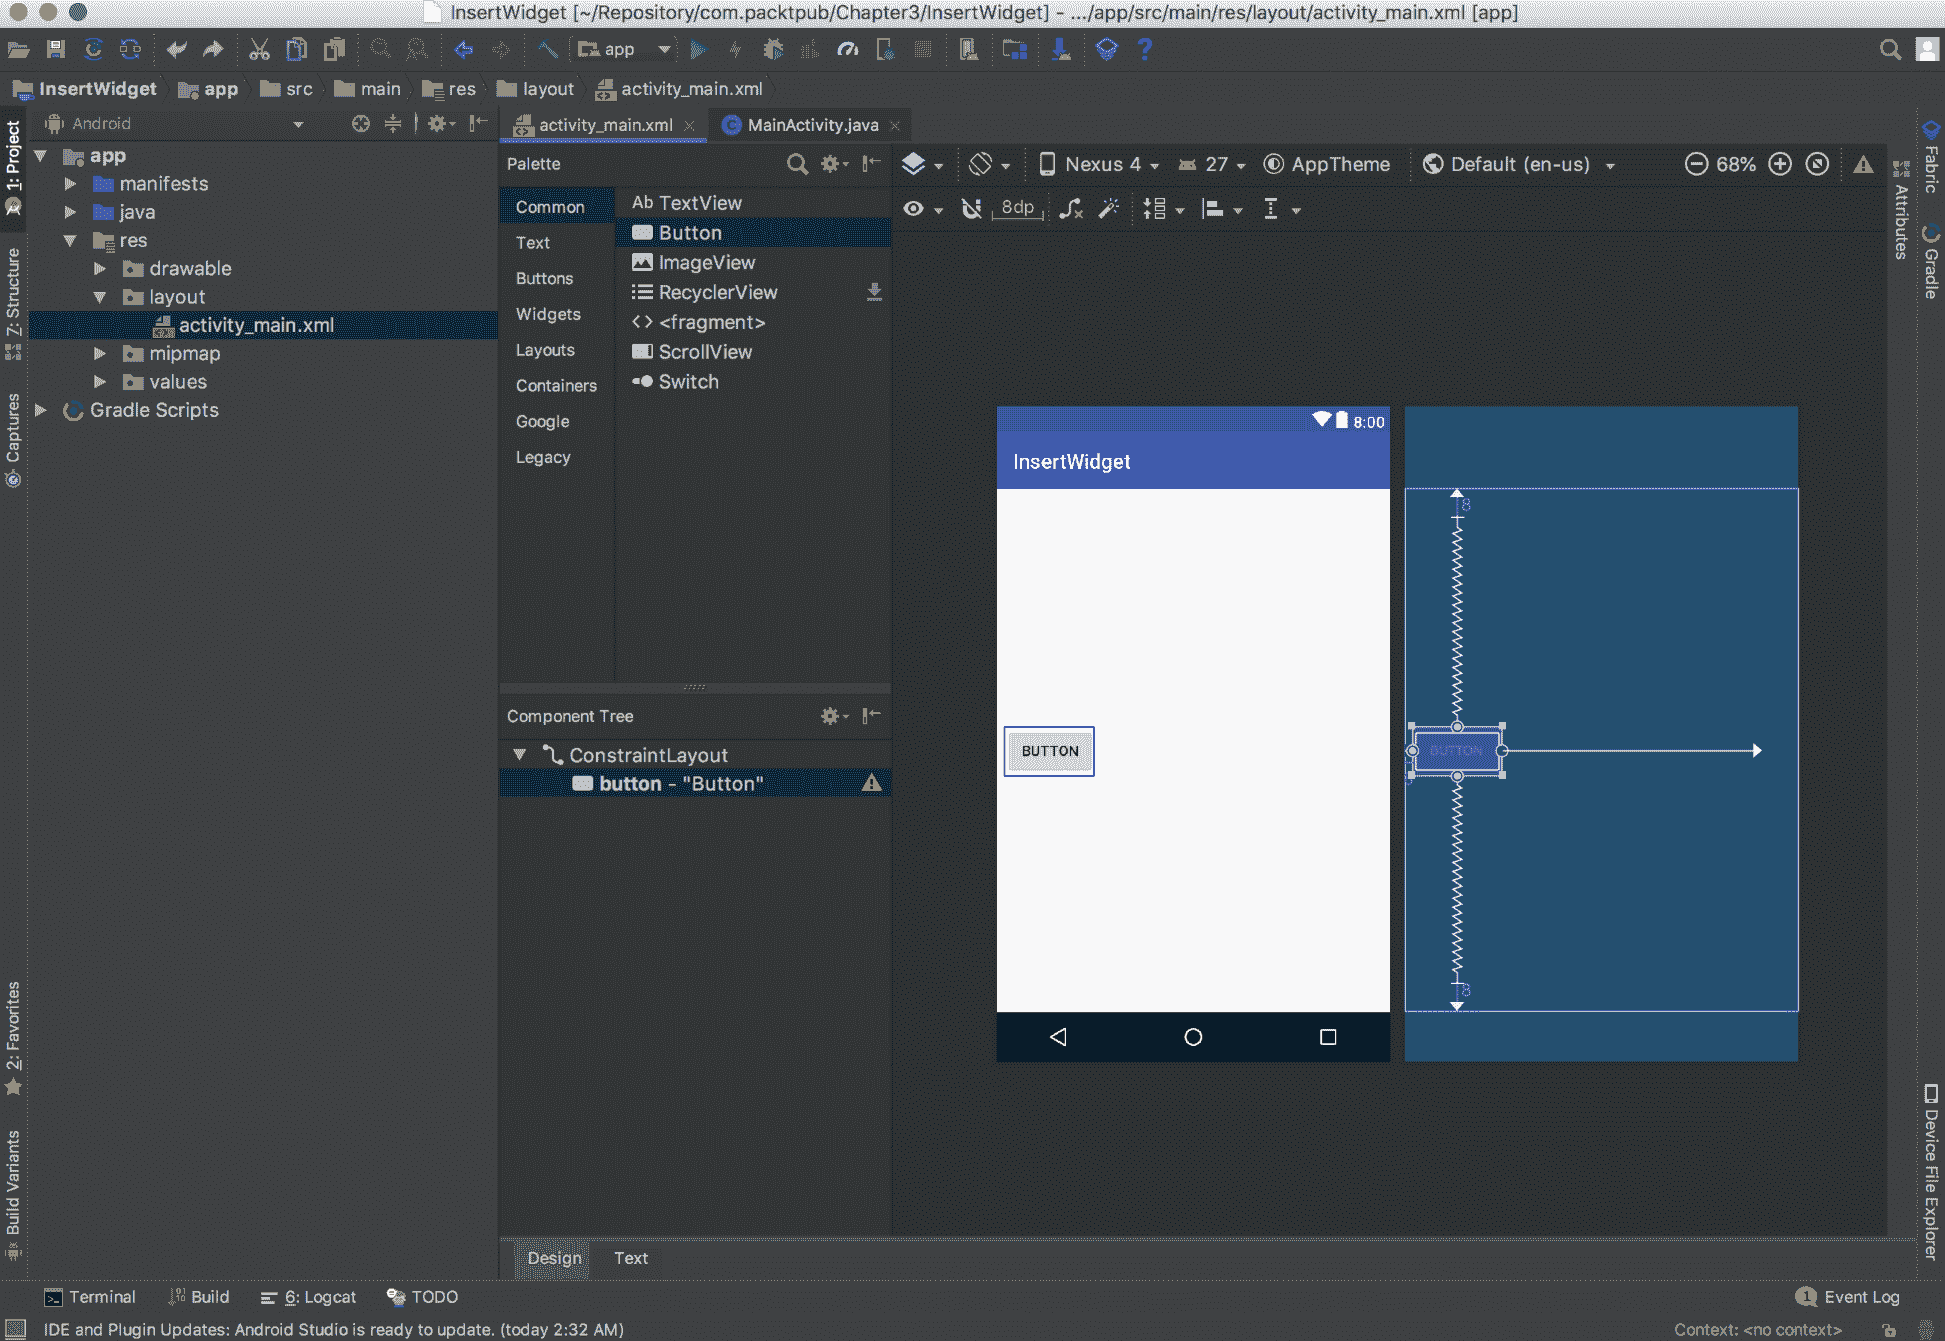 InsertWidget [~/Repository/com.packtpub/Chapter3/InsertWidget] - .../app/src/main/res/layout/activity_main.xml [app]
app
InsertWidget app src main res layout activity_main.xml
1: Project
Z: Structure
Captures
2: Favorites
Build Variants
Android
app
manifests
java
res
drawable
layout
activity_main.xml
mipmap
values
Gradle Scripts
activity_main.xml MainActivity.java
Palette
Common
Text
Buttons
Widgets
Layouts
Containers
Google
Legacy
Ab TextView
Button
ImageView
RecyclerView
<fragment>
ScrollView
Switch
Component Tree
ConstraintLayout
button - "Button"
Nexus 4 27 AppTheme Default (en-us) 68%
8dp
8:00
InsertWidget
BUTTON
8
BUTTON
8
Attributes
Fabric
Gradle
Device File Explorer
Design Text
Terminal Build 6: Logcat TODO 1 Event Log
IDE and Plugin Updates: Android Studio is ready to update. (today 2:32 AM) Context: <no context>